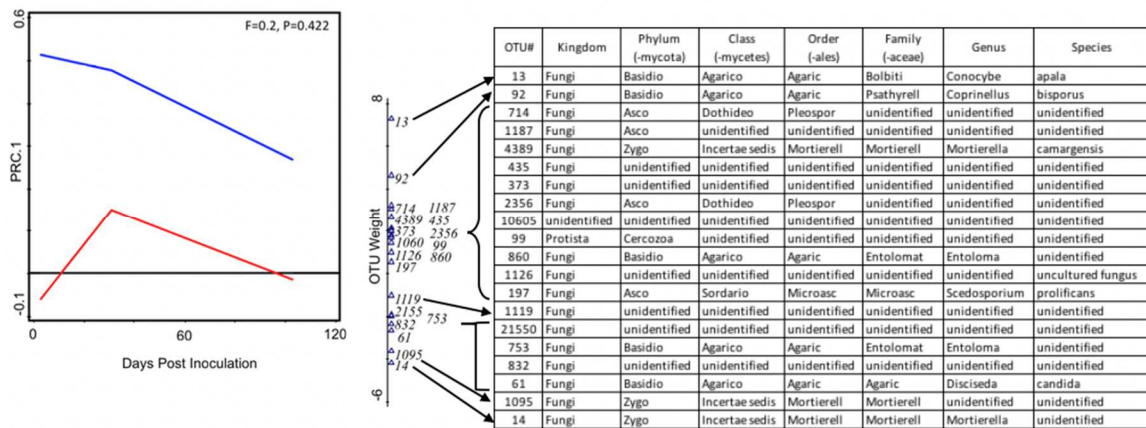 0.6
F=0.2, P=0.422
PRC.1
-0.1
0 60 120
Days Post Inoculation
8
OTU Weight
-6
13
92
714 1187
4389 435
373 2356
1060 99
1126 860
197
1119
2155 753
832
61
1095
14
OTU# Kingdom Phylum (-mycota) Class (-mycetes) Order (-ales) Family (-aceae) Genus Species
13 Fungi Basidio Agarico Agaric Bolbiti Conocybe apala
92 Fungi Basidio Agarico Agaric Psathyrell Coprinellus bisporus
714 Fungi Asco Dothideo Pleospor unidentified unidentified unidentified
1187 Fungi Asco unidentified unidentified unidentified unidentified unidentified
4389 Fungi Zygo Incertae sedis Mortierell Mortierell Mortierella camargensis
435 Fungi unidentified unidentified unidentified unidentified unidentified unidentified
373 Fungi unidentified unidentified unidentified unidentified unidentified unidentified
2356 Fungi Asco Dothideo Pleospor unidentified unidentified unidentified
10605 unidentified unidentified unidentified unidentified unidentified unidentified unidentified
99 Protista Cercozoa unidentified unidentified unidentified unidentified unidentified
860 Fungi Basidio Agarico Agaric Entolomat Entoloma unidentified
1126 Fungi unidentified unidentified unidentified unidentified unidentified uncultured fungus
197 Fungi Asco Sordario Microasc Microasc Scedosporium prolificans
1119 Fungi unidentified unidentified unidentified unidentified unidentified unidentified
21550 Fungi unidentified unidentified unidentified unidentified unidentified unidentified
753 Fungi Basidio Agarico Agaric Entolomat Entoloma unidentified
832 Fungi unidentified unidentified unidentified unidentified unidentified unidentified
61 Fungi Basidio Agarico Agaric Agaric Disciseda candida
1095 Fungi Zygo Incertae sedis Mortierell Mortierell unidentified unidentified
14 Fungi Zygo Incertae sedis Mortierell Mortierell Mortierella unidentified